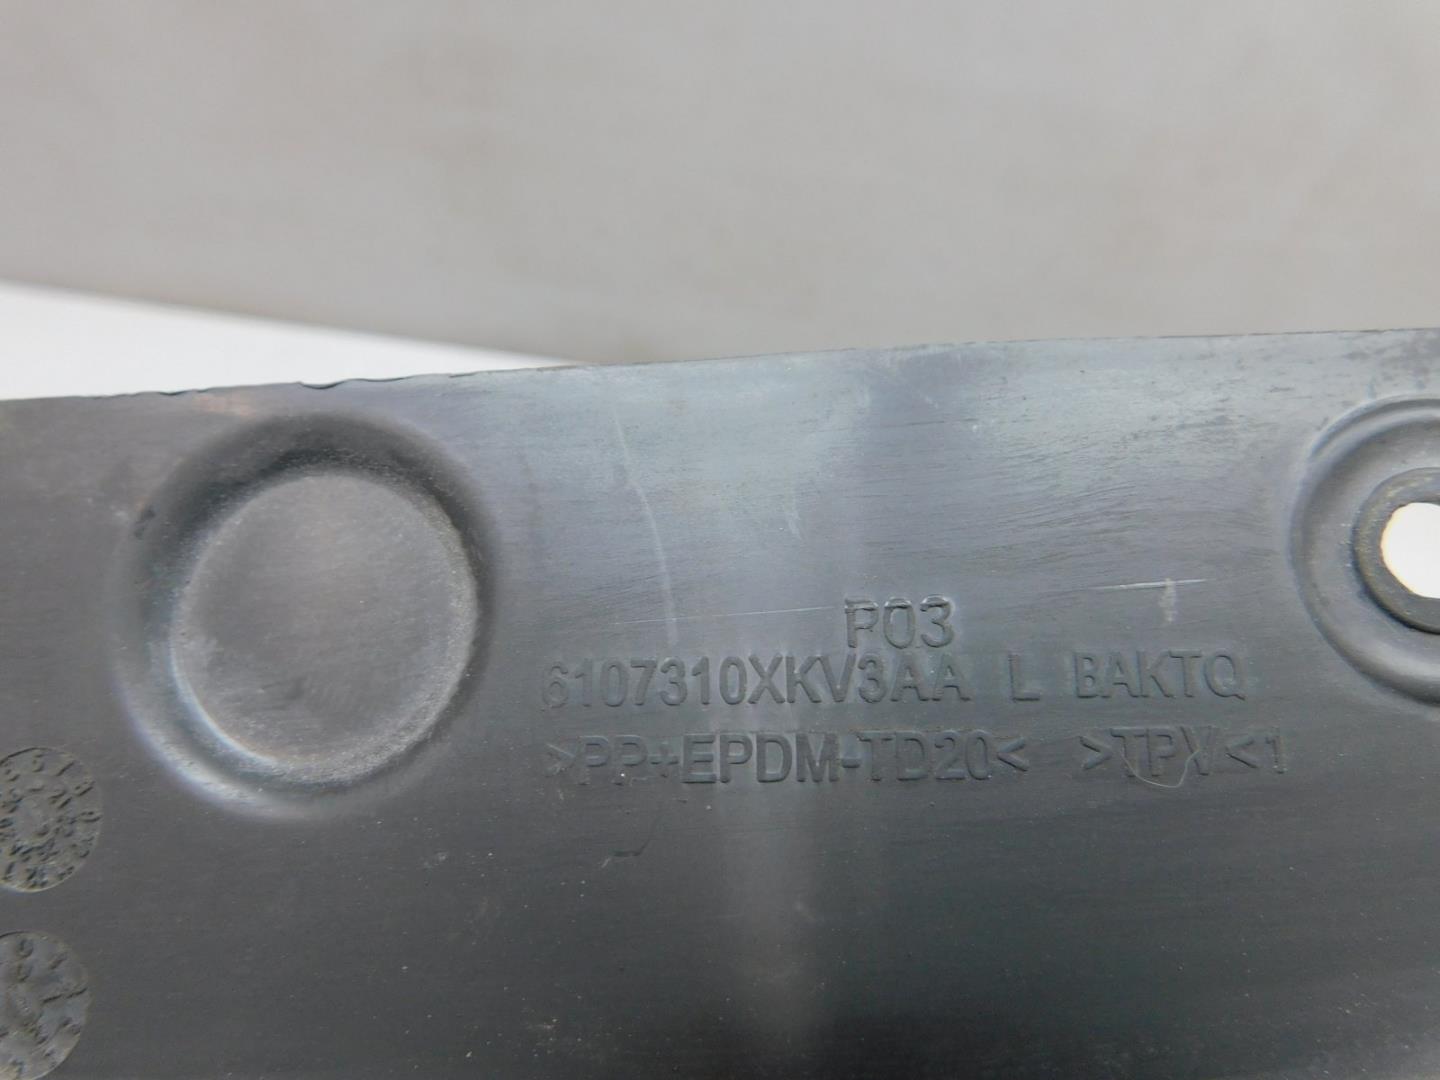 P03
6107310XKV3AA L BAKTQ
>PP+EPDM-TD20< >TPV<1